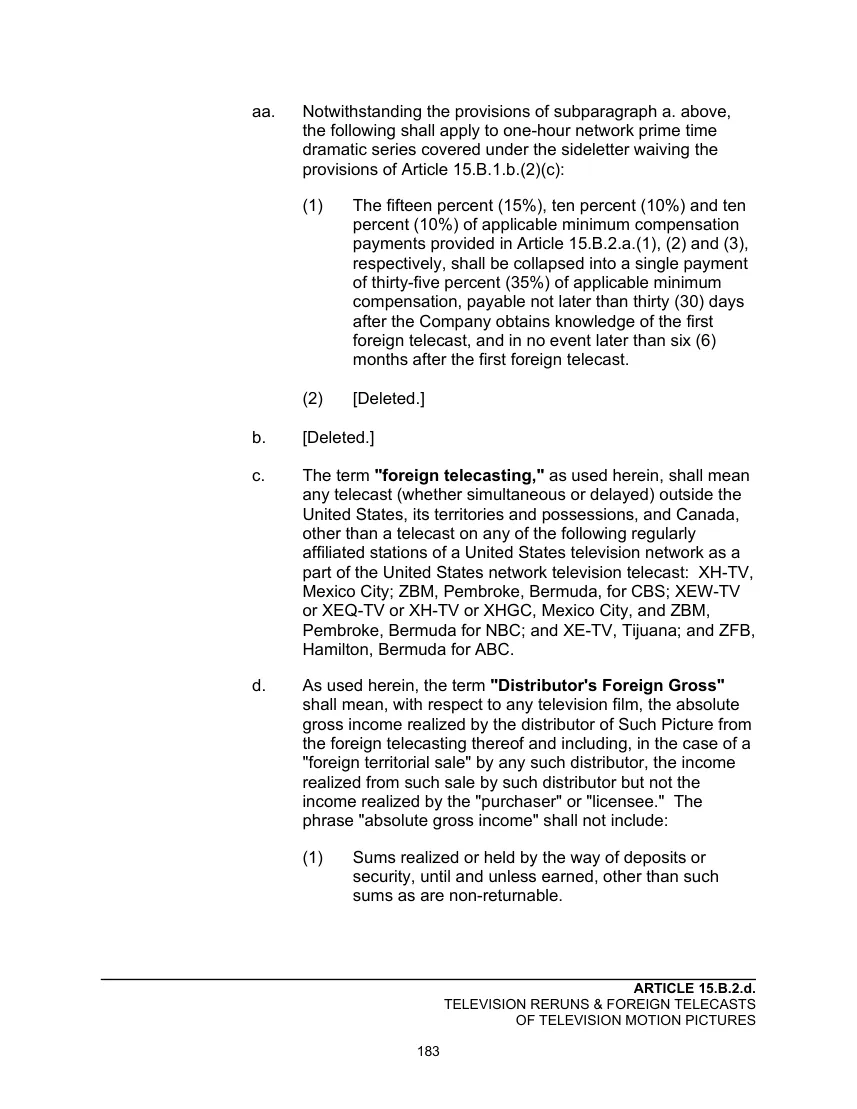 aa. Notwithstanding the provisions of subparagraph a. above,
the following shall apply to one-hour network prime time
dramatic series covered under the sideletter waiving the
provisions of Article 15.B.1.b.(2)(c):
(1) The fifteen percent (15%), ten percent (10%) and ten
percent (10%) of applicable minimum compensation
payments provided in Article 15.B.2.a.(1), (2) and (3),
respectively, shall be collapsed into a single payment
of thirty-five percent (35%) of applicable minimum
compensation, payable not later than thirty (30) days
after the Company obtains knowledge of the first
foreign telecast, and in no event later than six (6)
months after the first foreign telecast.
(2) [Deleted.]
b. [Deleted.]
c. The term "foreign telecasting," as used herein, shall mean
any telecast (whether simultaneous or delayed) outside the
United States, its territories and possessions, and Canada,
other than a telecast on any of the following regularly
affiliated stations of a United States television network as a
part of the United States network television telecast: XH-TV,
Mexico City; ZBM, Pembroke, Bermuda, for CBS; XEW-TV
or XEQ-TV or XH-TV or XHGC, Mexico City, and ZBM,
Pembroke, Bermuda for NBC; and XE-TV, Tijuana; and ZFB,
Hamilton, Bermuda for ABC.
d. As used herein, the term "Distributor's Foreign Gross"
shall mean, with respect to any television film, the absolute
gross income realized by the distributor of Such Picture from
the foreign telecasting thereof and including, in the case of a
"foreign territorial sale" by any such distributor, the income
realized from such sale by such distributor but not the
income realized by the "purchaser" or "licensee." The
phrase "absolute gross income" shall not include:
(1) Sums realized or held by the way of deposits or
security, until and unless earned, other than such
sums as are non-returnable.
ARTICLE 15.B.2.d.
TELEVISION RERUNS & FOREIGN TELECASTS
OF TELEVISION MOTION PICTURES
183